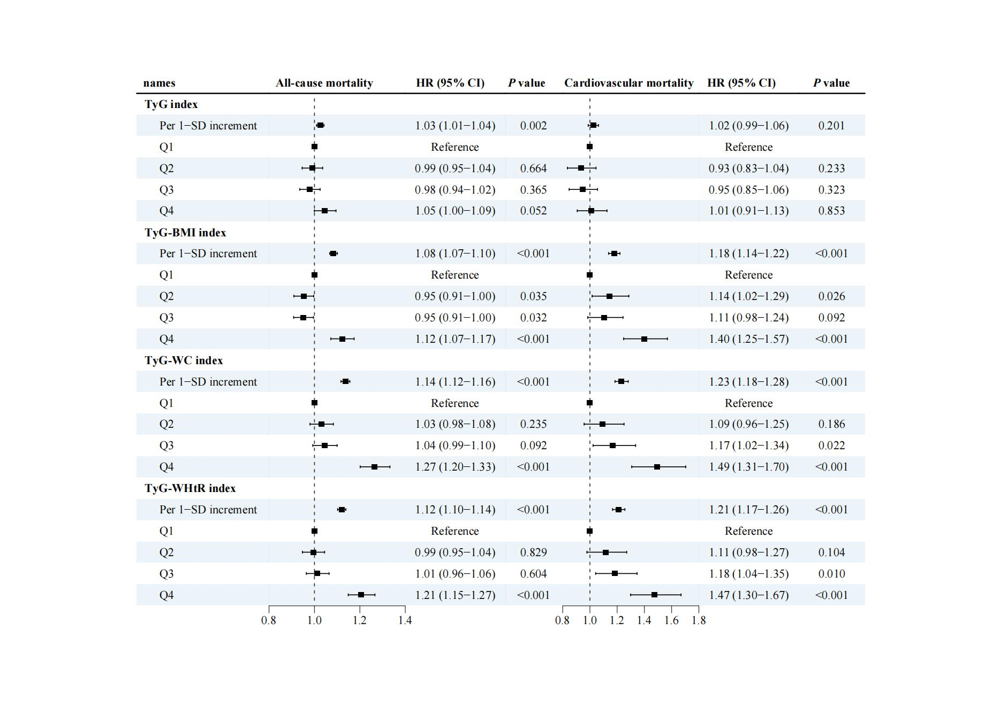 names All-cause mortality HR (95% CI) P value Cardiovascular mortality HR (95% CI) P value
TyG index
Per 1−SD increment 1.03 (1.01−1.04) 0.002 1.02 (0.99−1.06) 0.201
Q1 Reference Reference
Q2 0.99 (0.95−1.04) 0.664 0.93 (0.83−1.04) 0.233
Q3 0.98 (0.94−1.02) 0.365 0.95 (0.85−1.06) 0.323
Q4 1.05 (1.00−1.09) 0.052 1.01 (0.91−1.13) 0.853
TyG-BMI index
Per 1−SD increment 1.08 (1.07−1.10) <0.001 1.18 (1.14−1.22) <0.001
Q1 Reference Reference
Q2 0.95 (0.91−1.00) 0.035 1.14 (1.02−1.29) 0.026
Q3 0.95 (0.91−1.00) 0.032 1.11 (0.98−1.24) 0.092
Q4 1.12 (1.07−1.17) <0.001 1.40 (1.25−1.57) <0.001
TyG-WC index
Per 1−SD increment 1.14 (1.12−1.16) <0.001 1.23 (1.18−1.28) <0.001
Q1 Reference Reference
Q2 1.03 (0.98−1.08) 0.235 1.09 (0.96−1.25) 0.186
Q3 1.04 (0.99−1.10) 0.092 1.17 (1.02−1.34) 0.022
Q4 1.27 (1.20−1.33) <0.001 1.49 (1.31−1.70) <0.001
TyG-WHtR index
Per 1−SD increment 1.12 (1.10−1.14) <0.001 1.21 (1.17−1.26) <0.001
Q1 Reference Reference
Q2 0.99 (0.95−1.04) 0.829 1.11 (0.98−1.27) 0.104
Q3 1.01 (0.96−1.06) 0.604 1.18 (1.04−1.35) 0.010
Q4 1.21 (1.15−1.27) <0.001 1.47 (1.30−1.67) <0.001
0.8 1.0 1.2 1.4 0.8 1.0 1.2 1.4 1.6 1.8